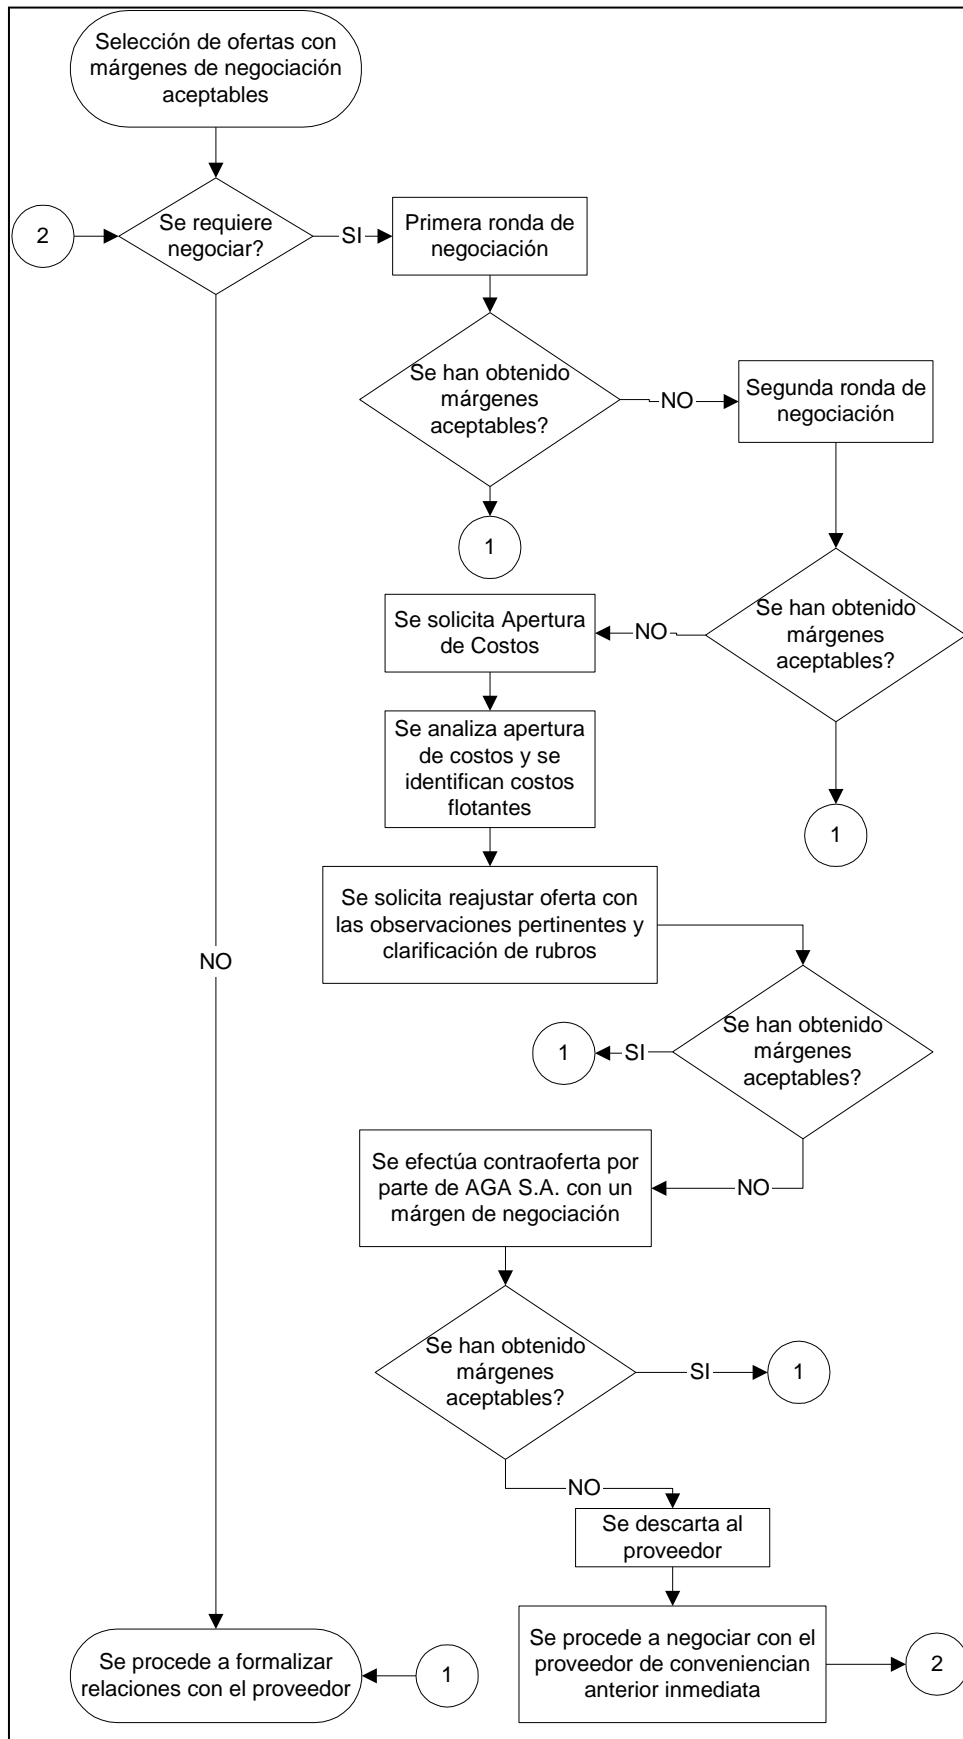 Selección de ofertas con
márgenes de negociación
aceptables
2
Se requiere
negociar?
SI
Primera ronda de
negociación
Se han obtenido
márgenes
aceptables?
NO
Segunda ronda de
negociación
1
Se han obtenido
márgenes
aceptables?
NO
Se solicita Apertura
de Costos
1
Se analiza apertura
de costos y se
identifican costos
flotantes
Se solicita reajustar oferta con
las observaciones pertinentes y
clarificación de rubros
NO
Se han obtenido
márgenes
aceptables?
SI
1
NO
Se efectúa contraoferta por
parte de AGA S.A. con un
márgen de negociación
Se han obtenido
márgenes
aceptables?
SI
1
NO
Se descarta al
proveedor
Se procede a negociar con el
proveedor de conveniencian
anterior inmediata
2
Se procede a formalizar
relaciones con el proveedor
1